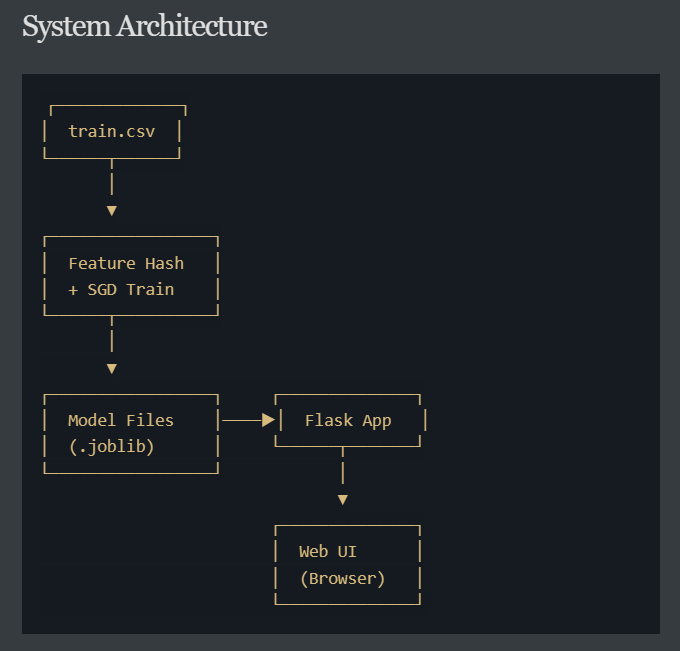 System Architecture
train.csv
Feature Hash
+ SGD Train
Model Files
(.joblib)
Flask App
Web UI
(Browser)